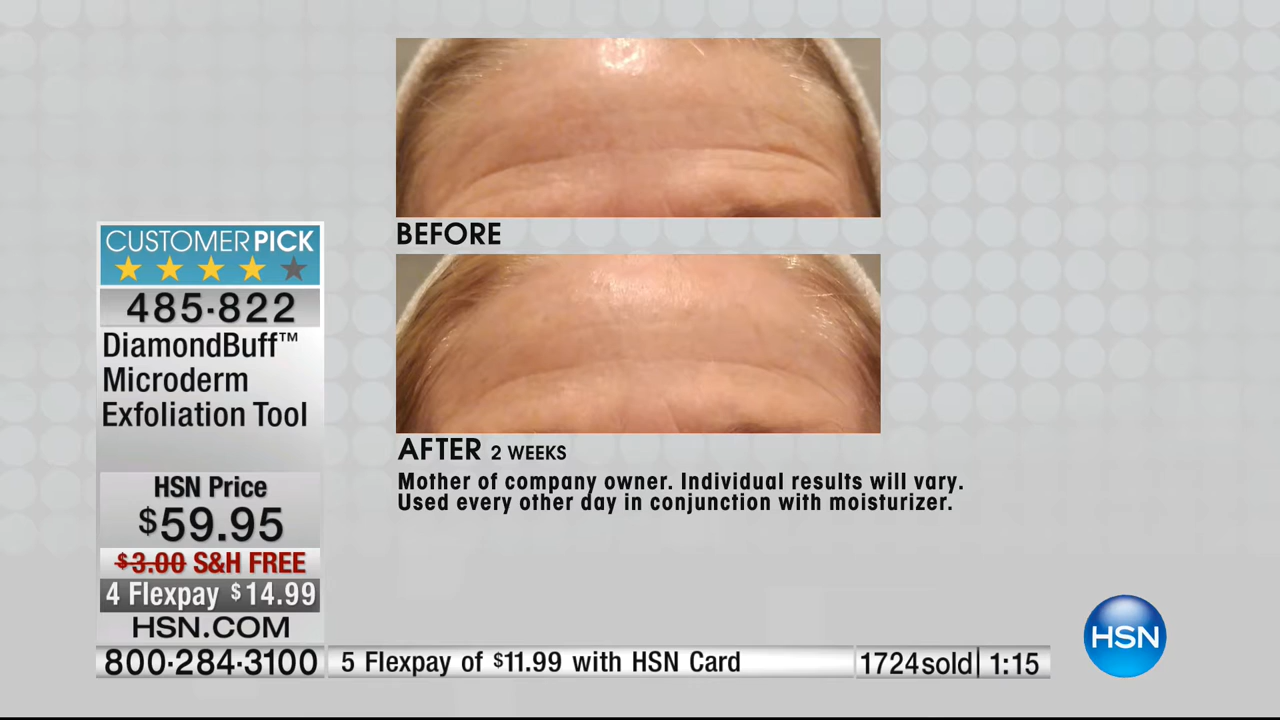 BEFORE
AFTER 2 WEEKS
Mother of company owner. Individual results will vary.
Used every other day in conjunction with moisturizer.
CUSTOMER PICK
485-822
DiamondBuff™
Microderm
Exfoliation Tool
HSN Price
$59.95
$3.00 S&H FREE
4 Flexpay $14.99
HSN.COM
800-284-3100
5 Flexpay of $11.99 with HSN Card
1724 sold
1:15
HSN